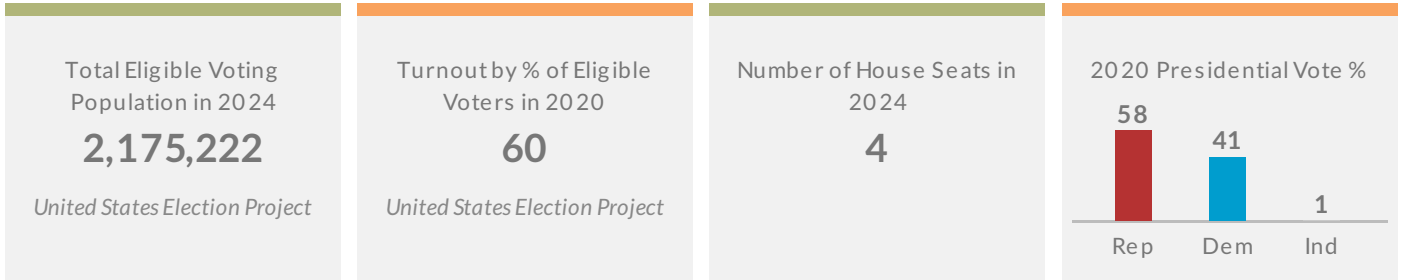 Total Eligible Voting
Population in 2024
2,175,222
United States Election Project
Turnout by % of Eligible
Voters in 2020
60
United States Election Project
Number of House Seats in
2024
4
2020 Presidential Vote %
58
41
1
Rep Dem Ind